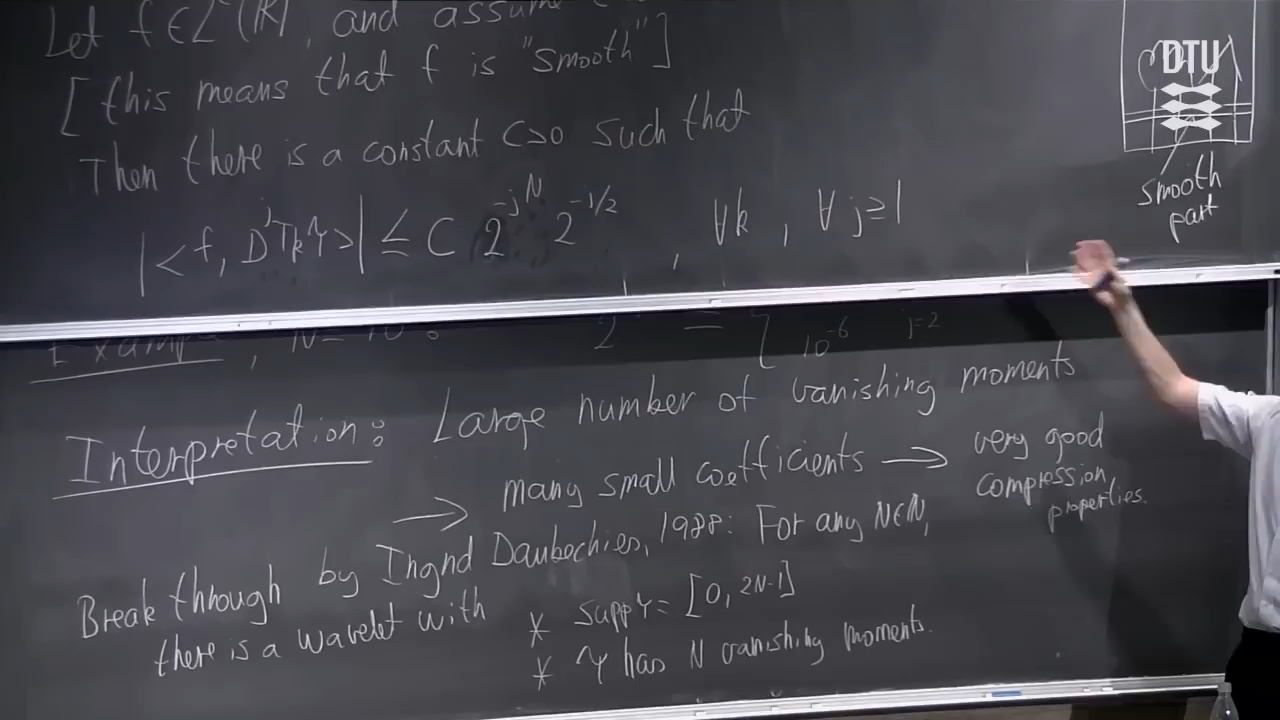 Let f ∈ L²(ℝ), and assume
[this means that f is "smooth"]
Then there is a constant C>0 such that
|<f, D^j T_k ψ>| ≤ C 2^{-jN} 2^{-1/2}, ∀k, ∀ j≥1
DTU
smooth
part
Example, N=10: 2 = { 10^{-6} j=2
Interpretation: Large number of vanishing moments
→ many small coefficients → very good
compression
properties.
Break through by Ingrid Daubechies, 1988: For any N∈ℕ,
there is a wavelet with
* supp ψ = [0, 2N-1]
* ψ has N vanishing moments.